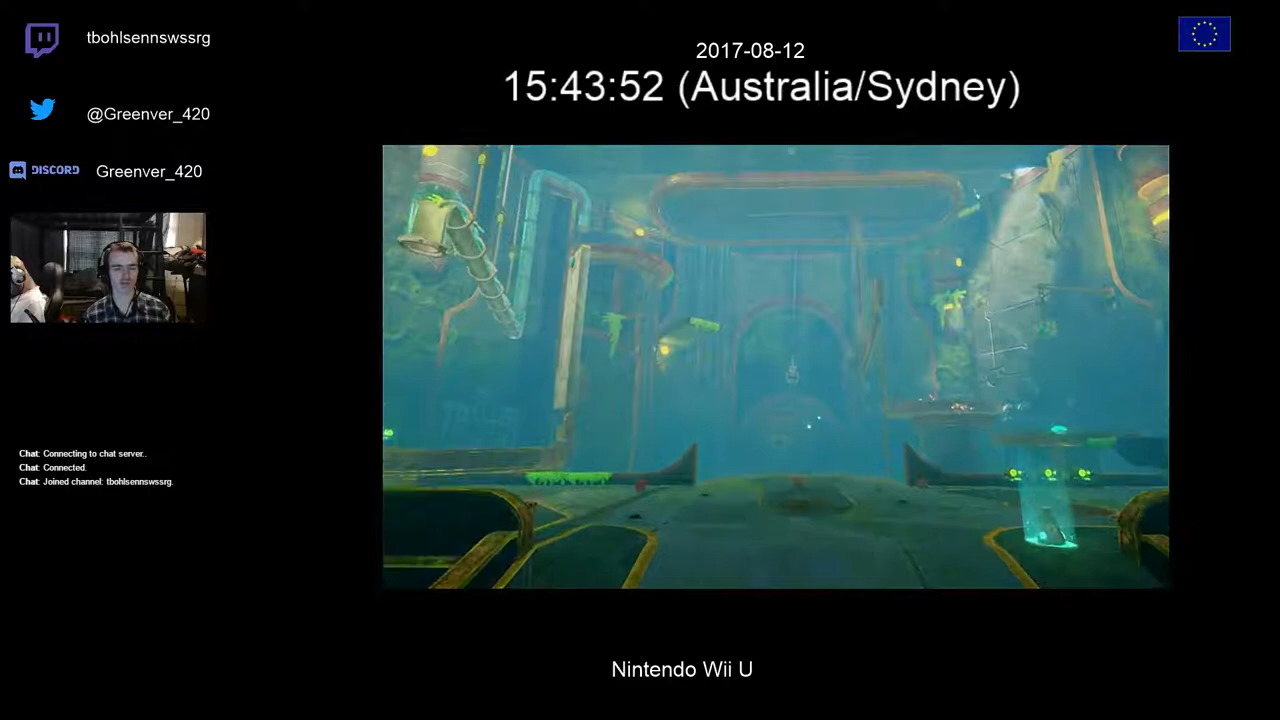 tbohlsennswssrg
2017-08-12
15:43:52 (Australia/Sydney)
@Greenver_420
DISCORD Greenver_420
Chat: Connecting to chat server..
Chat: Connected.
Chat: Joined channel: tbohlsennswssrg.
Nintendo Wii U